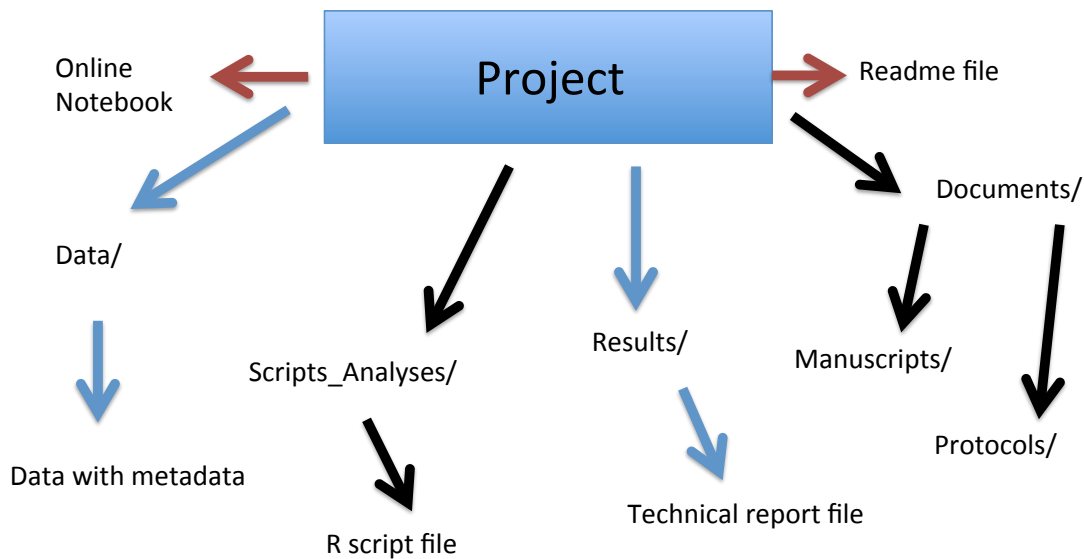 Project
Online
Notebook
Readme file
Documents/
Data/
Results/
Manuscripts/
Scripts_Analyses/
Protocols/
Data with metadata
Technical report file
R script file